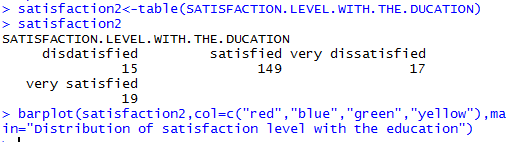 > satisfaction2<-table(SATISFACTION.LEVEL.WITH.THE.DUCATION)
> satisfaction2
SATISFACTION.LEVEL.WITH.THE.DUCATION
disdatisfied satisfied very dissatisfied
15 149 17
very satisfied
19
> barplot(satisfaction2,col=c("red","blue","green","yellow"),ma
in="Distribution of satisfaction level with the education")